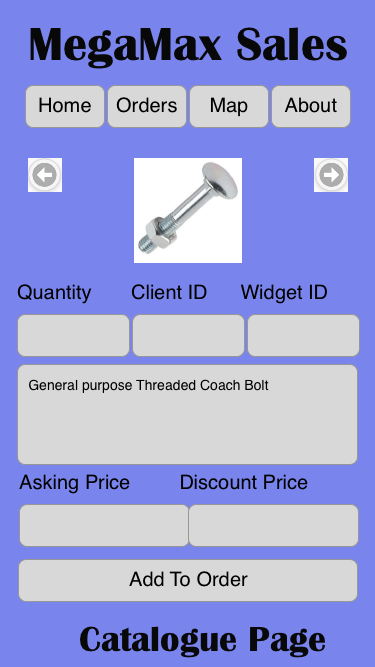 MegaMax Sales
Home Orders Map About
Quantity Client ID Widget ID
General purpose Threaded Coach Bolt
Asking Price Discount Price
Add To Order
Catalogue Page